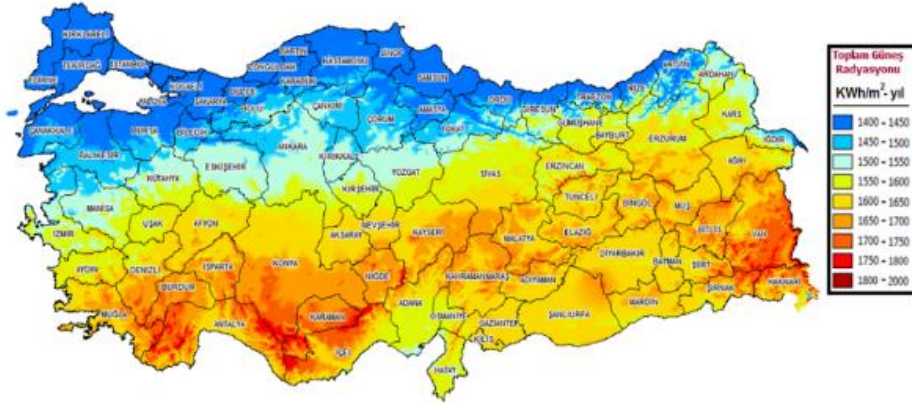 KIRKLARELİ
TEKİRDAĞ
İSTANBUL
KOCAELİ
SAKARYA
DÜZCE
ZONGULDAK
BARTIN
KARABÜK
KASTAMONU
SİNOP
SAMSUN
ORDU
GİRESUN
TRABZON
RİZE
ARTVİN
ARDAHAN
KARS
IĞDIR
ÇANAKKALE
BALIKESİR
BURSA
BİLECİK
BOLU
ÇANKIRI
ÇORUM
AMASYA
TOKAT
GÜMÜŞHANE
BAYBURT
ERZURUM
AĞRI
KÜTAHYA
ESKİŞEHİR
ANKARA
KIRIKKALE
YOZGAT
SİVAS
ERZİNCAN
TUNCELİ
BİNGÖL
MUŞ
BİTLİS
VAN
MANİSA
İZMİR
UŞAK
AFYON
KIRŞEHİR
NEVŞEHİR
AKSARAY
KAYSERİ
MALATYA
ELAZIĞ
DİYARBAKIR
BATMAN
SİİRT
ŞIRNAK
HAKKARİ
AYDIN
DENİZLİ
ISPARTA
BURDUR
KONYA
NİĞDE
KAHRAMANMARAŞ
ADIYAMAN
MARDİN
MUĞLA
ANTALYA
KARAMAN
İÇEL
ADANA
OSMANİYE
GAZİANTEP
KİLİS
ŞANLIURFA
HATAY
Toplam Güneş
Radyasyonu
KWh/m²-yıl
1400 - 1450
1450 - 1500
1500 - 1550
1550 - 1600
1600 - 1650
1650 - 1700
1700 - 1750
1750 - 1800
1800 - 2000